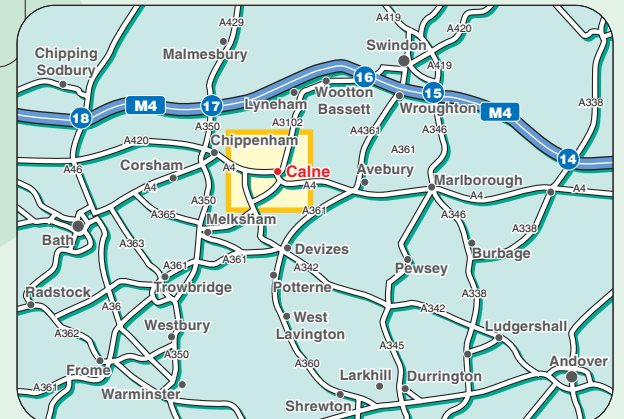 A429
A419
A420
Chipping
Sodbury
Malmesbury
Swindon
A419
16
Wootton
Bassett
15
Lyneham
Wroughton
M4
17
M4
18
A338
A350
A3102
A4361
A346
A420
Chippenham
A361
14
Corsham
A4
Calne
Avebury
Marlborough
A46
A4
A4
A4
A4
A365
A350
A361
A346
Melksham
A338
Bath
A363
Devizes
Burbage
A361
A361
A342
Pewsey
Radstock
Trowbridge
Potterne
A338
A36
A342
A362
Westbury
West
Lavington
Ludgershall
A350
A345
Frome
A360
Larkhill
Durrington
Andover
A361
Warminster
Shrewton